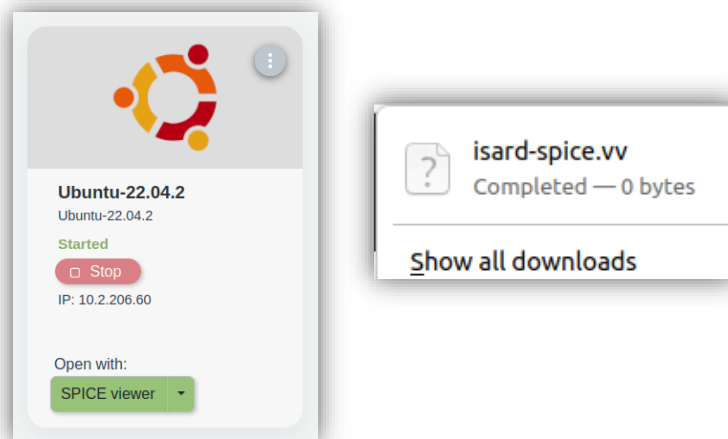 Ubuntu-22.04.2
Ubuntu-22.04.2
Started
Stop
IP: 10.2.206.60
Open with:
SPICE viewer
isard-spice.vv
?
Completed — 0 bytes
Show all downloads